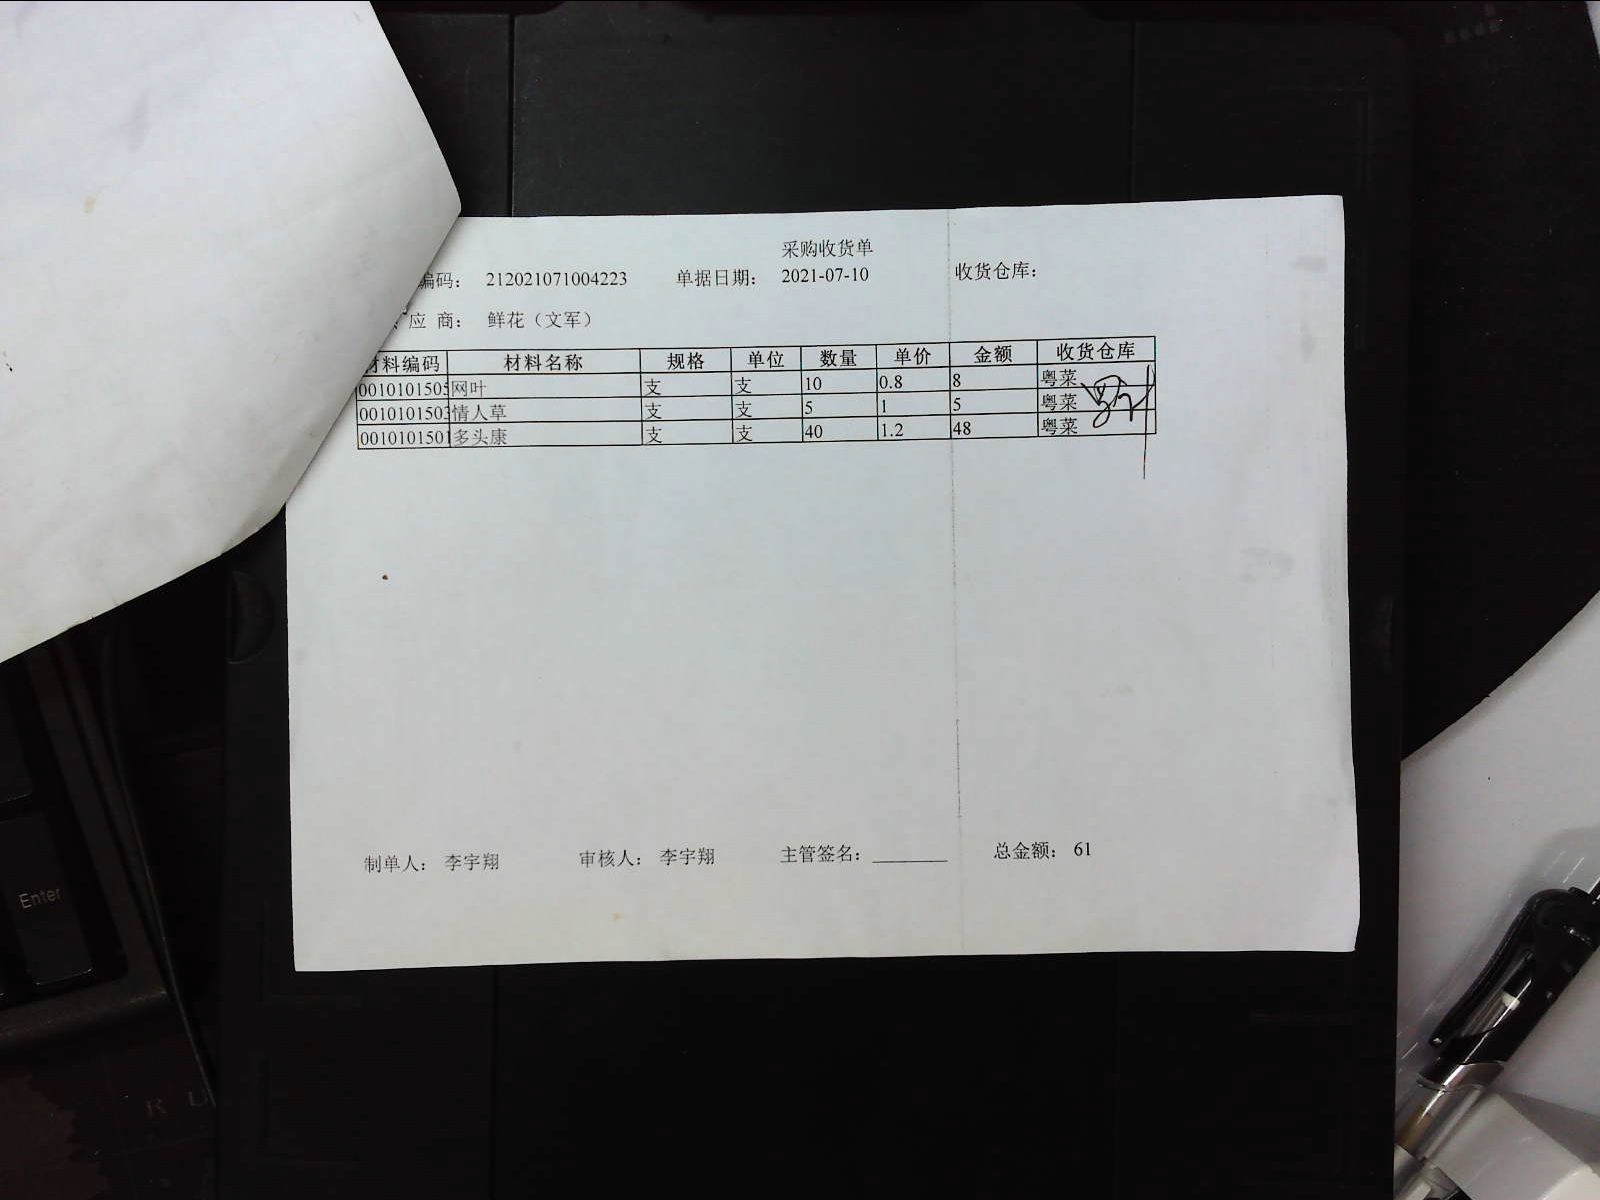 采购收货单
编码： 212021071004223 单据日期： 2021-07-10 收货仓库：
应 商： 鲜花（文军）
材料编码 材料名称 规格 单位 数量 单价 金额 收货仓库
0010101505 网叶 支 支 10 0.8 8 粤菜
0010101503 情人草 支 支 5 1 5 粤菜
0010101501 多头康 支 支 40 1.2 48 粤菜
制单人： 李宇翔 审核人： 李宇翔 主管签名： 总金额： 61
Enter